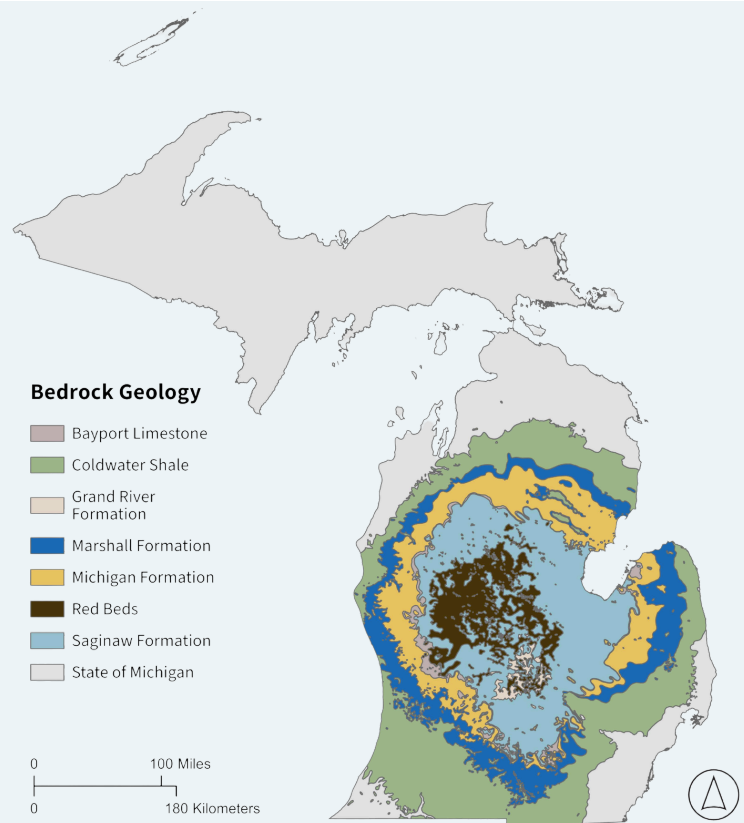 Bedrock Geology
Bayport Limestone
Coldwater Shale
Grand River
Formation
Marshall Formation
Michigan Formation
Red Beds
Saginaw Formation
State of Michigan
0 100 Miles
0 180 Kilometers